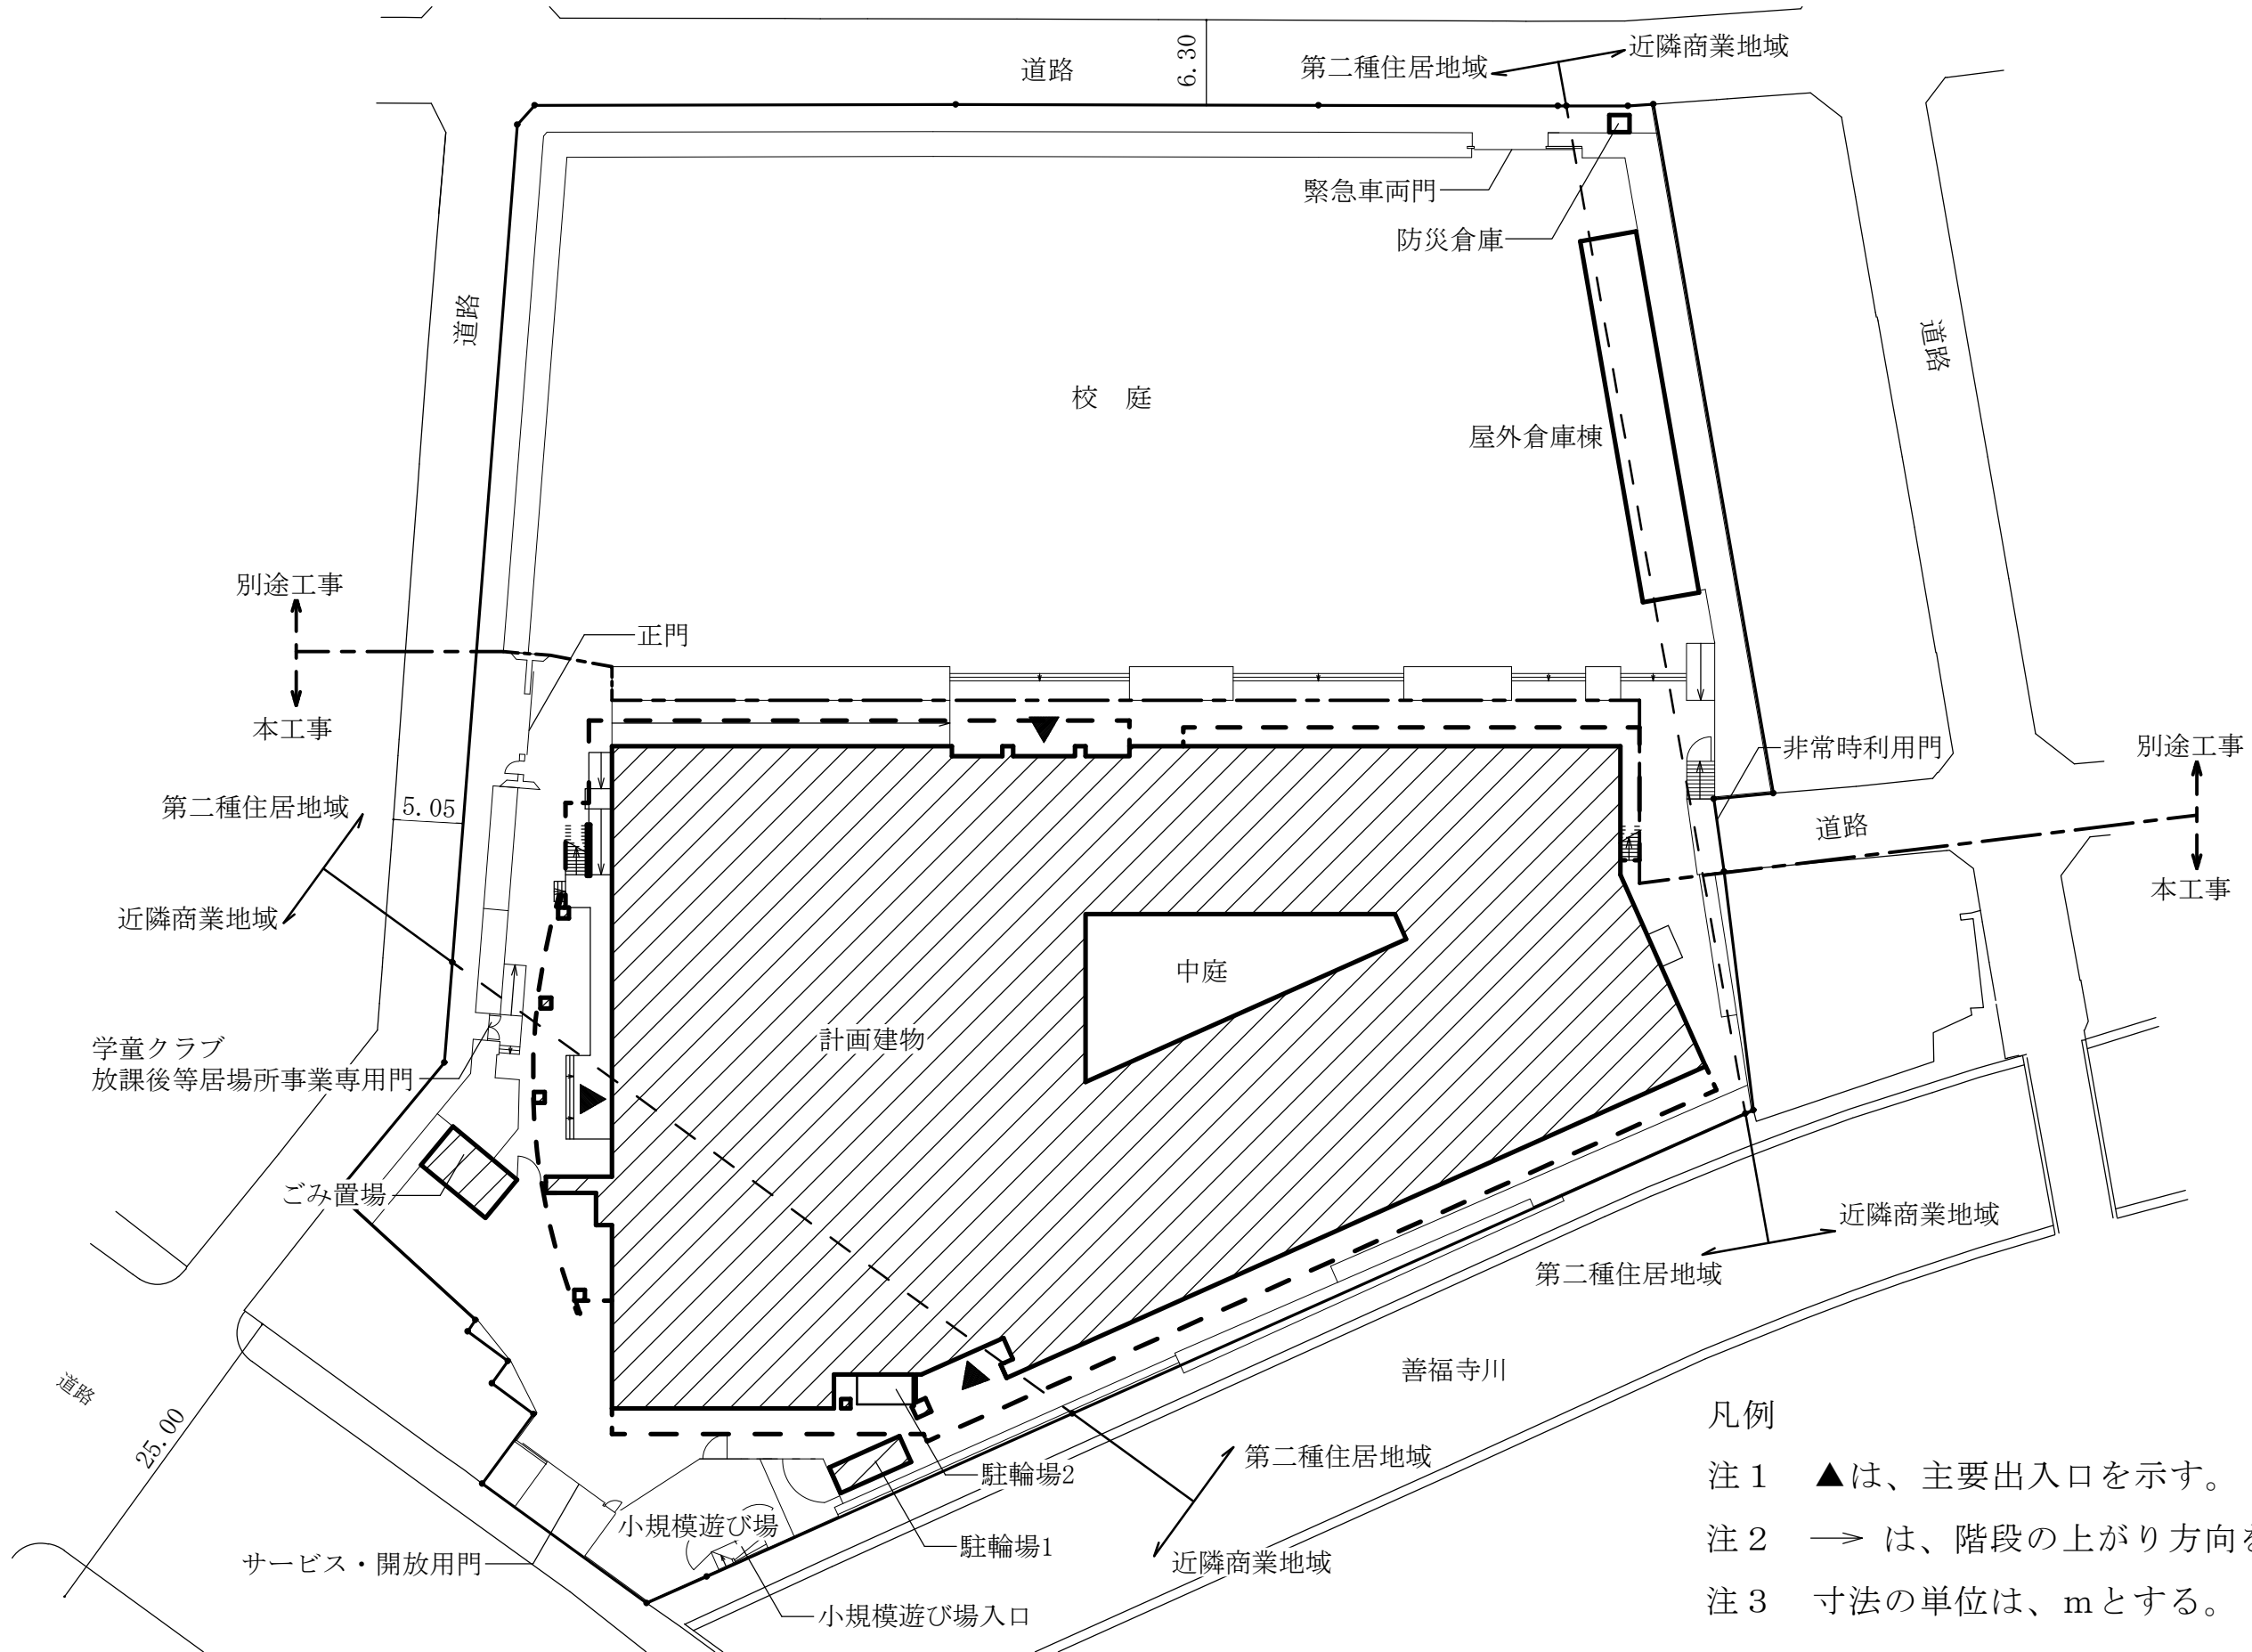 道路
6.30
第二種住居地域
近隣商業地域
緊急車両門
防災倉庫
道路
道路
校　庭
屋外倉庫棟
別途工事
本工事
正門
非常時利用門
別途工事
本工事
道路
第二種住居地域
5.05
近隣商業地域
中庭
計画建物
学童クラブ
放課後等居場所事業専用門
ごみ置場
近隣商業地域
第二種住居地域
善福寺川
道路
25.00
第二種住居地域
近隣商業地域
駐輪場2
駐輪場1
小規模遊び場
サービス・開放用門
小規模遊び場入口
凡例
注１　▲は、主要出入口を示す。
注２　→ は、階段の上がり方向
注３　寸法の単位は、ｍとする。